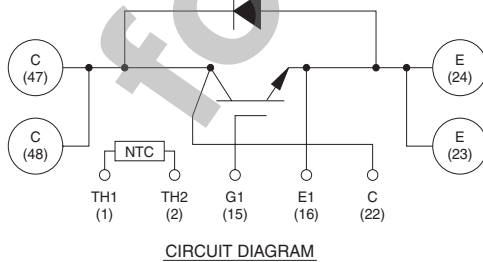 C
(47)
E
(24)
C
(48)
E
(23)
NTC
TH1
(1)
TH2
(2)
G1
(15)
E1
(16)
C
(22)
CIRCUIT DIAGRAM